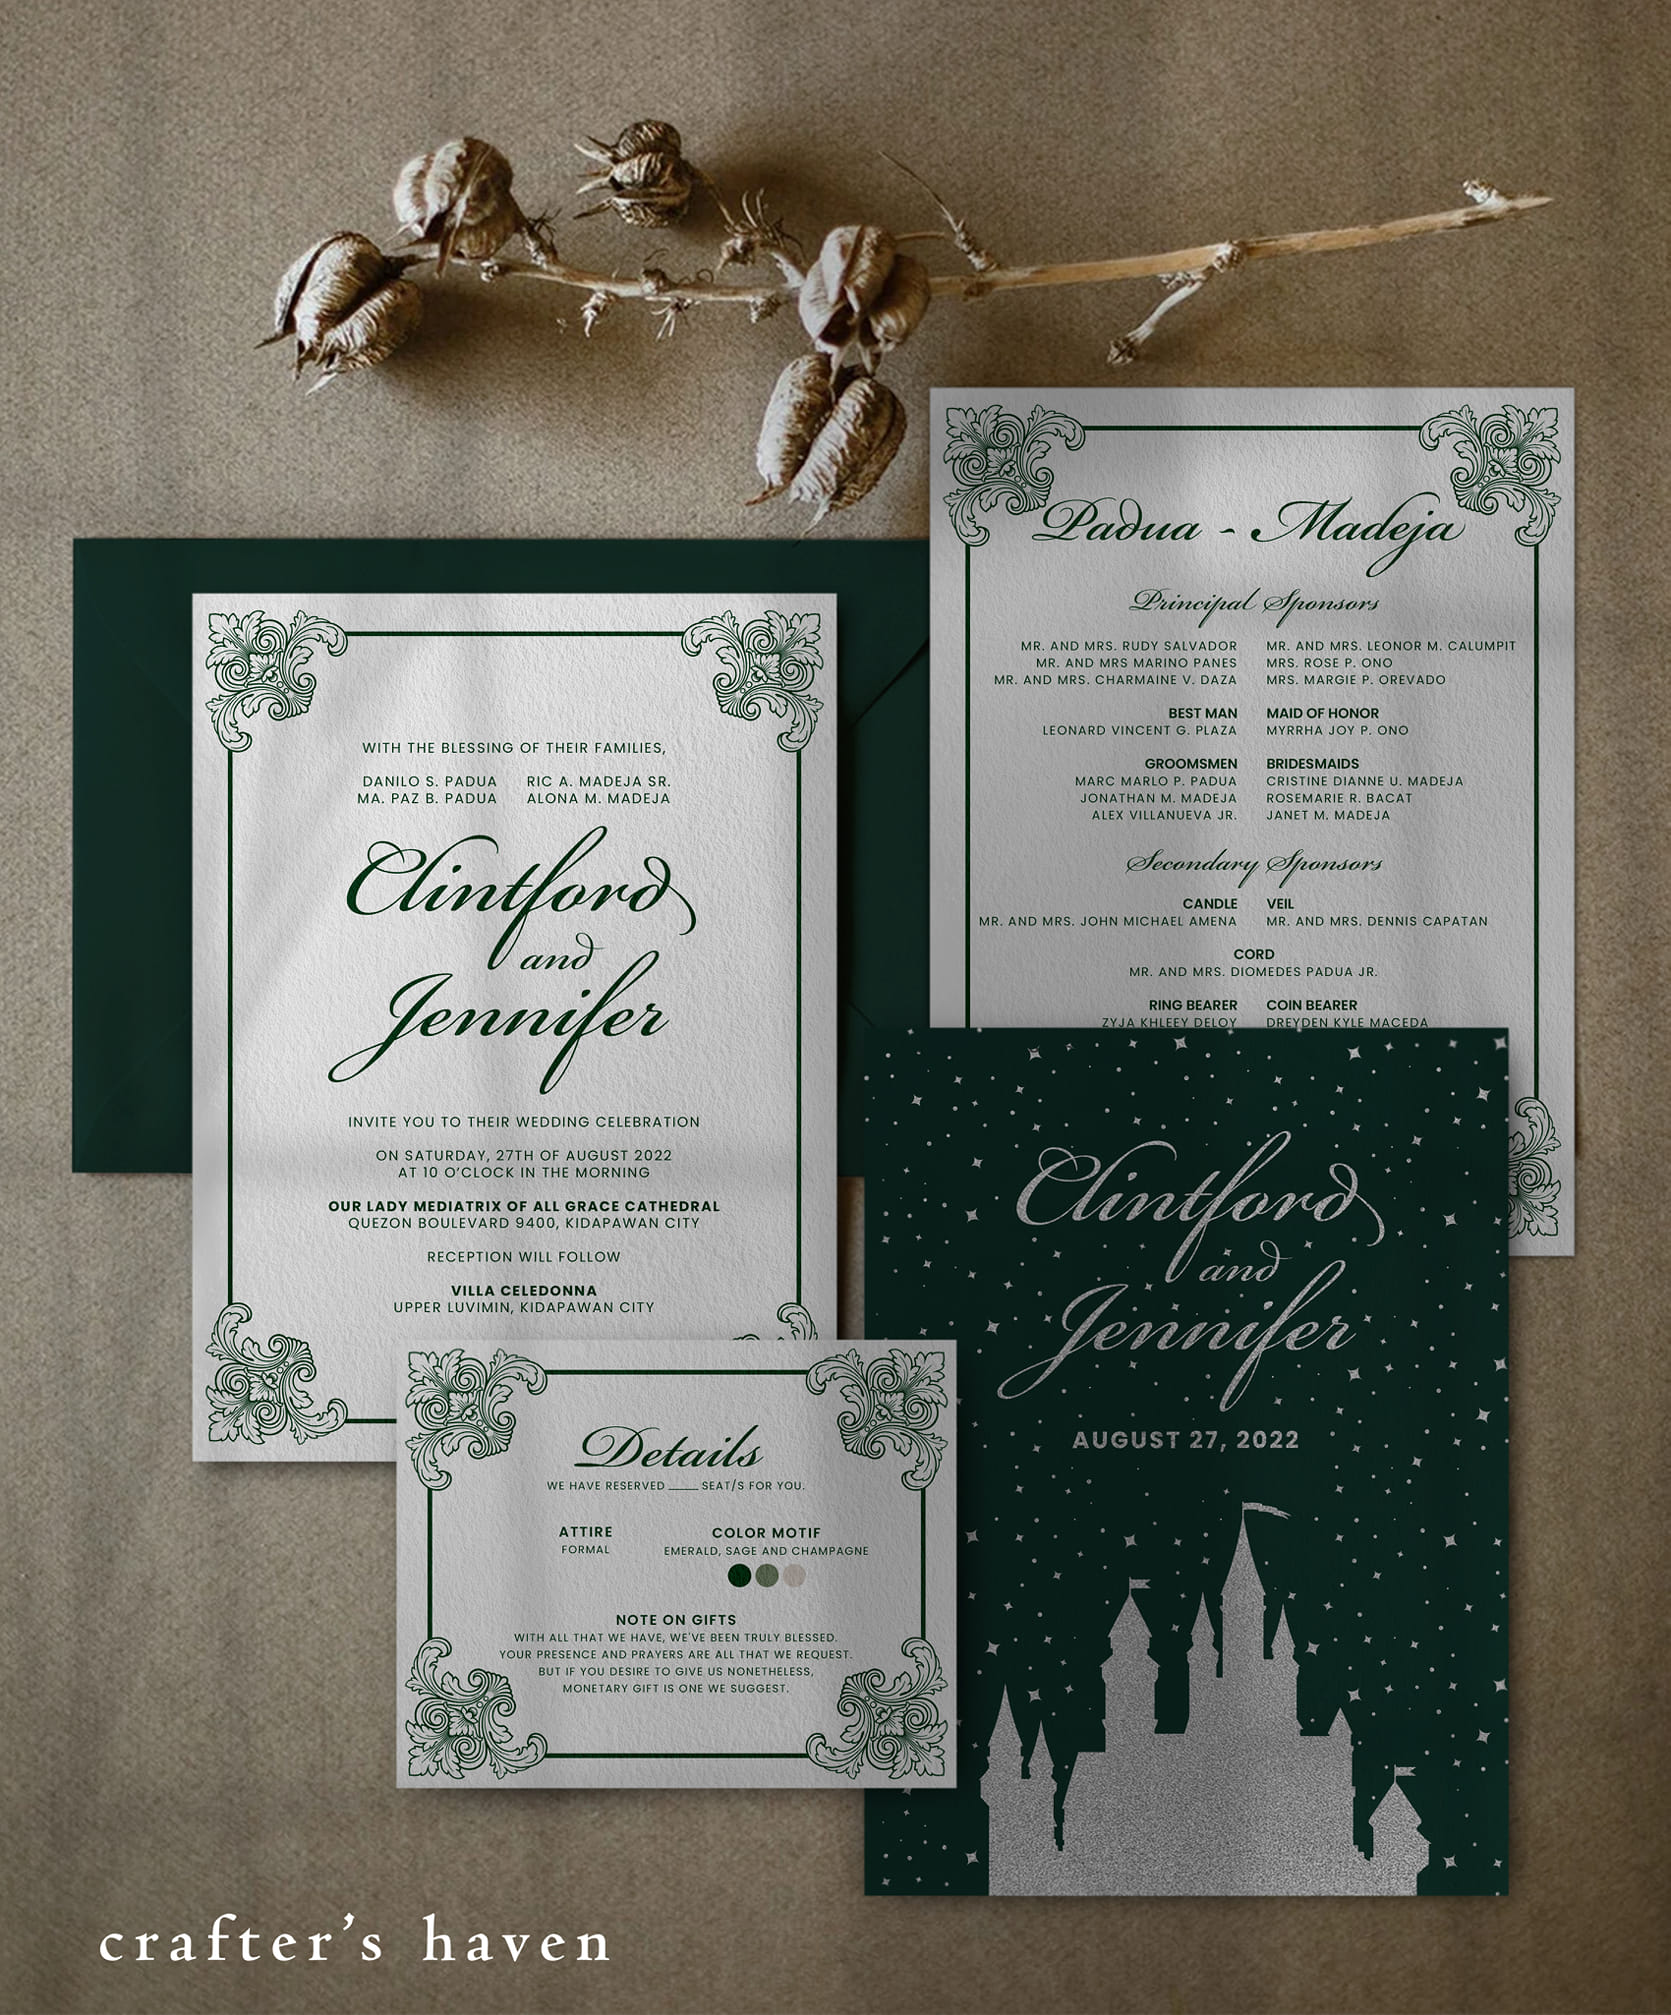 Padua - Madeja
Principal Sponsors
MR. AND MRS. RUDY SALVADOR MR. AND MRS. LEONOR M. CALUMPIT
MR. AND MRS MARINO PANES MRS. ROSE P. ONO
MR. AND MRS. CHARMAINE V. DAZA MRS. MARGIE P. OREVADO
BEST MAN MAID OF HONOR
LEONARD VINCENT G. PLAZA MYRRHA JOY P. ONO
GROOMSMEN BRIDESMAIDS
MARC MARLO P. PADUA CRISTINE DIANNE U. MADEJA
JONATHAN M. MADEJA ROSEMARIE R. BACAT
ALEX VILLANUEVA JR. JANET M. MADEJA
Secondary Sponsors
CANDLE VEIL
MR. AND MRS. JOHN MICHAEL AMENA MR. AND MRS. DENNIS CAPATAN
CORD
MR. AND MRS. DIOMEDES PADUA JR.
RING BEARER COIN BEARER
ZYJA KHLEEY DELOY DREYDEN KYLE MACEDA
WITH THE BLESSING OF THEIR FAMILIES,
DANILO S. PADUA RIC A. MADEJA SR.
MA. PAZ B. PADUA ALONA M. MADEJA
Clintford
and
Jennifer
INVITE YOU TO THEIR WEDDING CELEBRATION
ON SATURDAY, 27TH OF AUGUST 2022
AT 10 O'CLOCK IN THE MORNING
OUR LADY MEDIATRIX OF ALL GRACE CATHEDRAL
QUEZON BOULEVARD 9400, KIDAPAWAN CITY
RECEPTION WILL FOLLOW
VILLA CELEDONNA
UPPER LUVIMIN, KIDAPAWAN CITY
Clintford
and
Jennifer
AUGUST 27, 2022
Details
WE HAVE RESERVED _____ SEAT/S FOR YOU.
ATTIRE COLOR MOTIF
FORMAL EMERALD, SAGE AND CHAMPAGNE
NOTE ON GIFTS
WITH ALL THAT WE HAVE, WE'VE BEEN TRULY BLESSED.
YOUR PRESENCE AND PRAYERS ARE ALL THAT WE REQUEST.
BUT IF YOU DESIRE TO GIVE US NONETHELESS,
MONETARY GIFT IS ONE WE SUGGEST.
crafter's haven